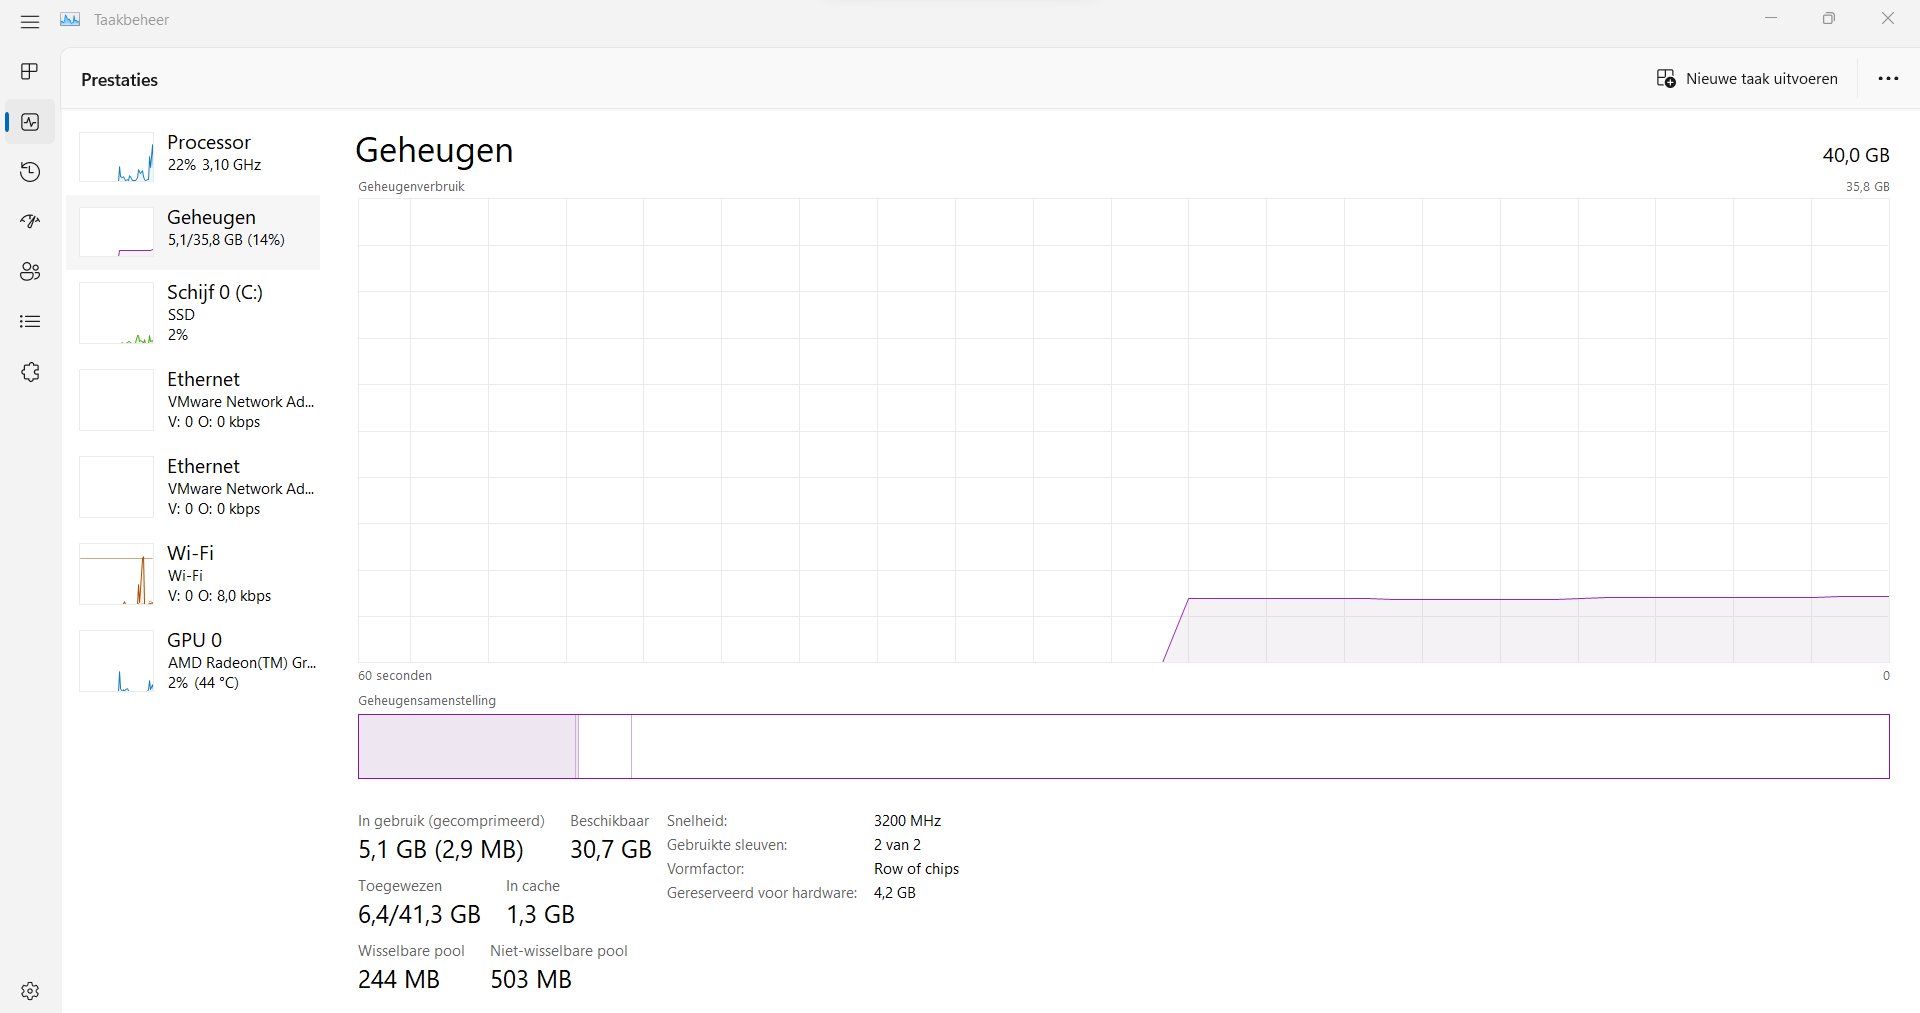 Taakbeheer
Prestaties
Nieuwe taak uitvoeren
Processor
22% 3,10 GHz
Geheugen
5,1/35,8 GB (14%)
Schijf 0 (C:)
SSD
2%
Ethernet
VMware Network Ad...
V: 0 O: 0 kbps
Ethernet
VMware Network Ad...
V: 0 O: 0 kbps
Wi-Fi
Wi-Fi
V: 0 O: 8,0 kbps
GPU 0
AMD Radeon(TM) Gr...
2% (44 °C)
Geheugen
40,0 GB
Geheugenverbruik
35,8 GB
60 seconden
0
Geheugensamenstelling
In gebruik (gecomprimeerd)
5,1 GB (2,9 MB)
Beschikbaar
30,7 GB
Toegewezen
6,4/41,3 GB
In cache
1,3 GB
Wisselbare pool
244 MB
Niet-wisselbare pool
503 MB
Snelheid: 3200 MHz
Gebruikte sleuven: 2 van 2
Vormfactor: Row of chips
Gereserveerd voor hardware: 4,2 GB